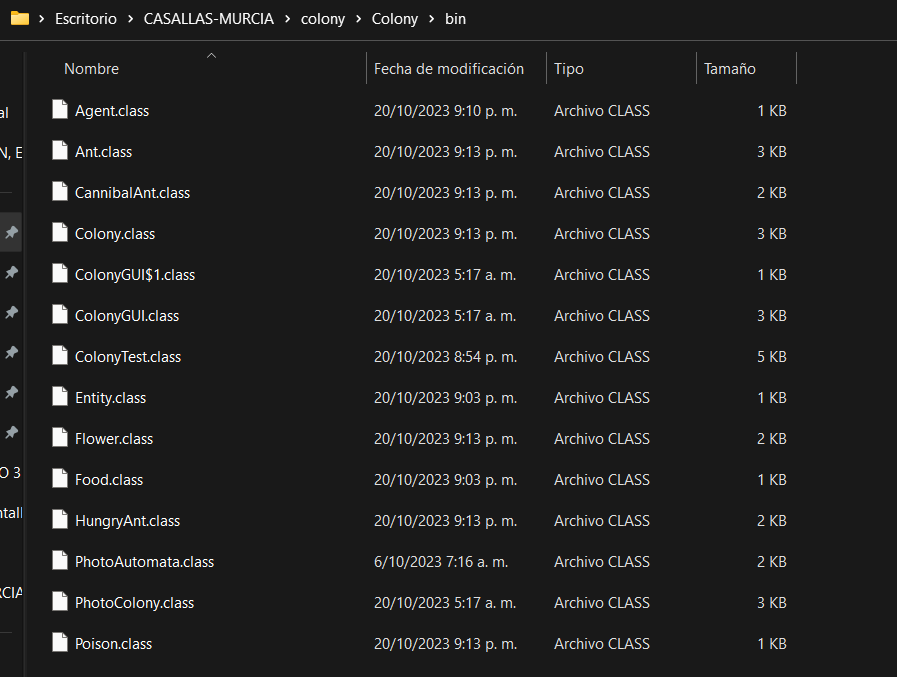 Escritorio > CASALLAS-MURCIA > colony > Colony > bin
Nombre Fecha de modificación Tipo Tamaño
Agent.class 20/10/2023 9:10 p. m. Archivo CLASS 1 KB
Ant.class 20/10/2023 9:13 p. m. Archivo CLASS 3 KB
CannibalAnt.class 20/10/2023 9:13 p. m. Archivo CLASS 2 KB
Colony.class 20/10/2023 9:13 p. m. Archivo CLASS 3 KB
ColonyGUI$1.class 20/10/2023 5:17 a. m. Archivo CLASS 1 KB
ColonyGUI.class 20/10/2023 5:17 a. m. Archivo CLASS 3 KB
ColonyTest.class 20/10/2023 8:54 p. m. Archivo CLASS 5 KB
Entity.class 20/10/2023 9:03 p. m. Archivo CLASS 1 KB
Flower.class 20/10/2023 9:13 p. m. Archivo CLASS 2 KB
Food.class 20/10/2023 9:03 p. m. Archivo CLASS 1 KB
HungryAnt.class 20/10/2023 9:13 p. m. Archivo CLASS 2 KB
PhotoAutomata.class 6/10/2023 7:16 a. m. Archivo CLASS 2 KB
PhotoColony.class 20/10/2023 5:17 a. m. Archivo CLASS 3 KB
Poison.class 20/10/2023 9:13 p. m. Archivo CLASS 1 KB